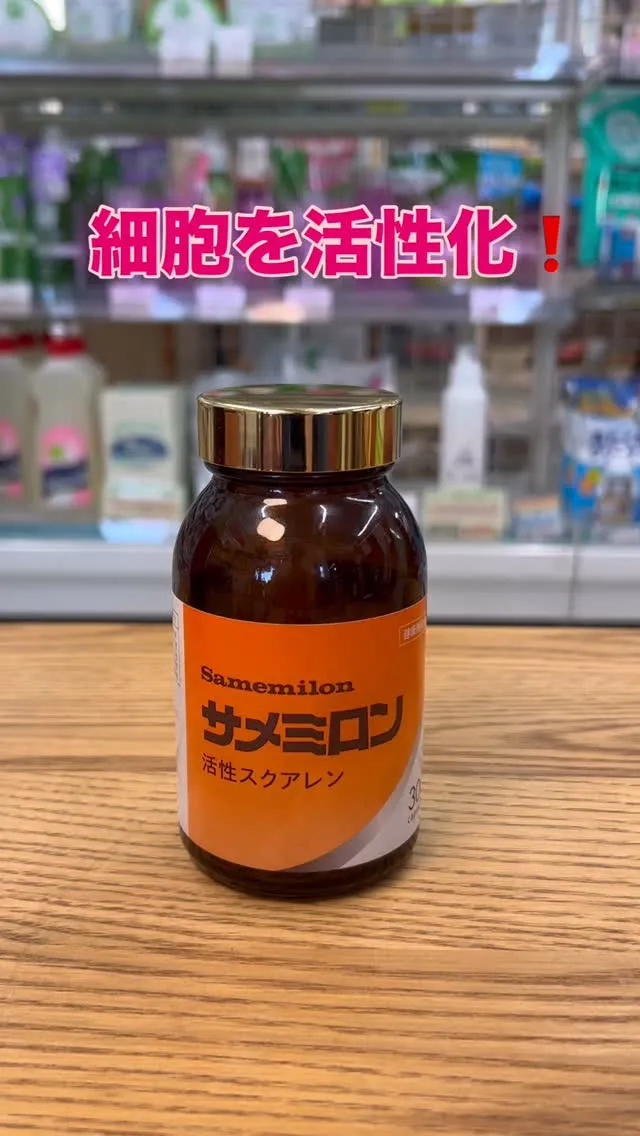 細胞を活性化❗
Samemilon
サメミロン
活性スクアレン